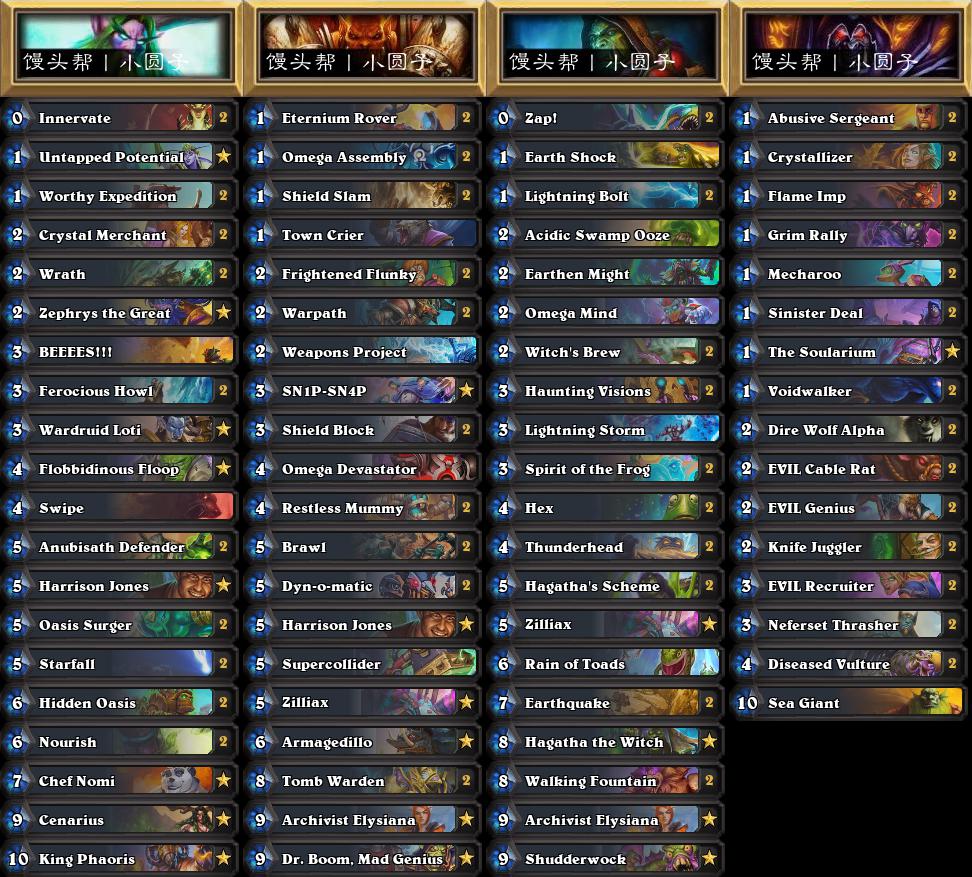 馒头帮 | 小圆子
0 Innervate 2
1 Untapped Potential
1 Worthy Expedition 2
2 Crystal Merchant 2
2 Wrath 2
2 Zephrys the Great
3 BEEEES!!!
3 Ferocious Howl 2
3 Wardruid Loti
4 Flobbidinous Floop
4 Swipe
5 Anubisath Defender 2
5 Harrison Jones
5 Oasis Surger 2
5 Starfall 2
6 Hidden Oasis 2
6 Nourish 2
7 Chef Nomi
9 Cenarius
10 King Phaoris
馒头帮 | 小圆子
1 Eternium Rover 2
1 Omega Assembly 2
1 Shield Slam 2
1 Town Crier
2 Frightened Flunky 2
2 Warpath 2
2 Weapons Project
3 SN1P-SN4P
3 Shield Block 2
4 Omega Devastator 2
4 Restless Mummy 2
5 Brawl 2
5 Dyn-o-matic 2
5 Harrison Jones
5 Supercollider
5 Zilliax
6 Armagedillo
8 Tomb Warden 2
9 Archivist Elysiana
9 Dr. Boom, Mad Genius
馒头帮 | 小圆子
0 Zap! 2
1 Earth Shock
1 Lightning Bolt 2
2 Acidic Swamp Ooze
2 Earthen Might
2 Omega Mind
2 Witch's Brew 2
3 Haunting Visions 2
3 Lightning Storm
3 Spirit of the Frog 2
4 Hex 2
4 Thunderhead 2
5 Hagatha's Scheme 2
5 Zilliax
6 Rain of Toads
7 Earthquake 2
8 Hagatha the Witch
8 Walking Fountain 2
9 Archivist Elysiana
9 Shudderwock
馒头帮 | 小圆子
1 Abusive Sergeant 2
1 Crystallizer 2
1 Flame Imp 2
1 Grim Rally 2
1 Mecharoo 2
1 Sinister Deal 2
1 The Soularium
1 Voidwalker 2
2 Dire Wolf Alpha 2
2 EVIL Cable Rat 2
2 EVIL Genius 2
2 Knife Juggler 2
3 EVIL Recruiter 2
3 Neferset Thrasher 2
4 Diseased Vulture 2
10 Sea Giant